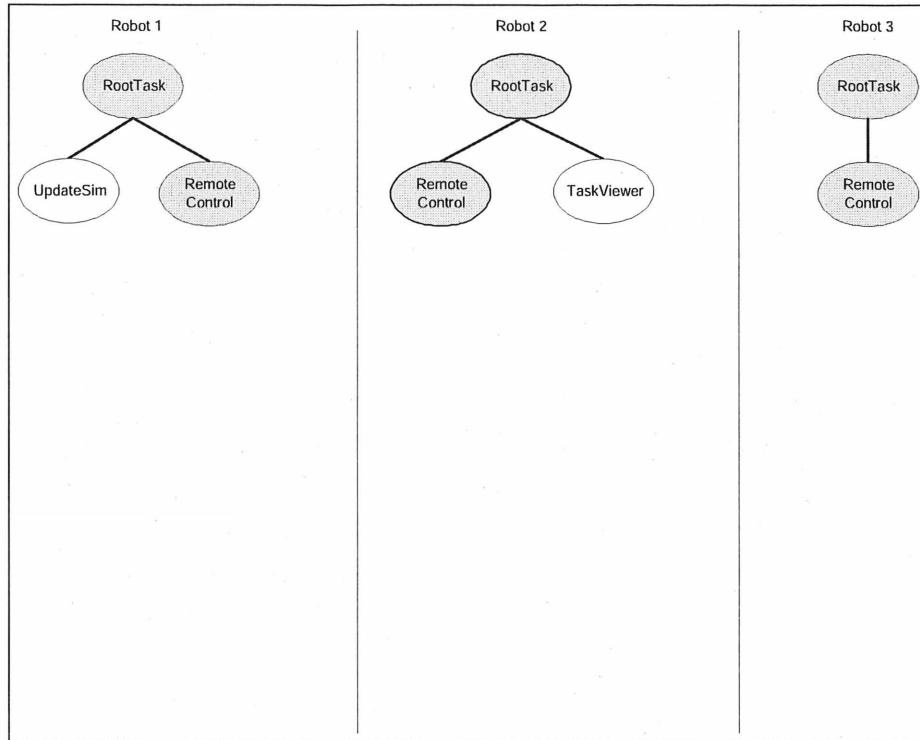 Robot 1
RootTask
UpdateSim
Remote
Control
Robot 2
RootTask
Remote
Control
TaskViewer
Robot 3
RootTask
Remote
Control